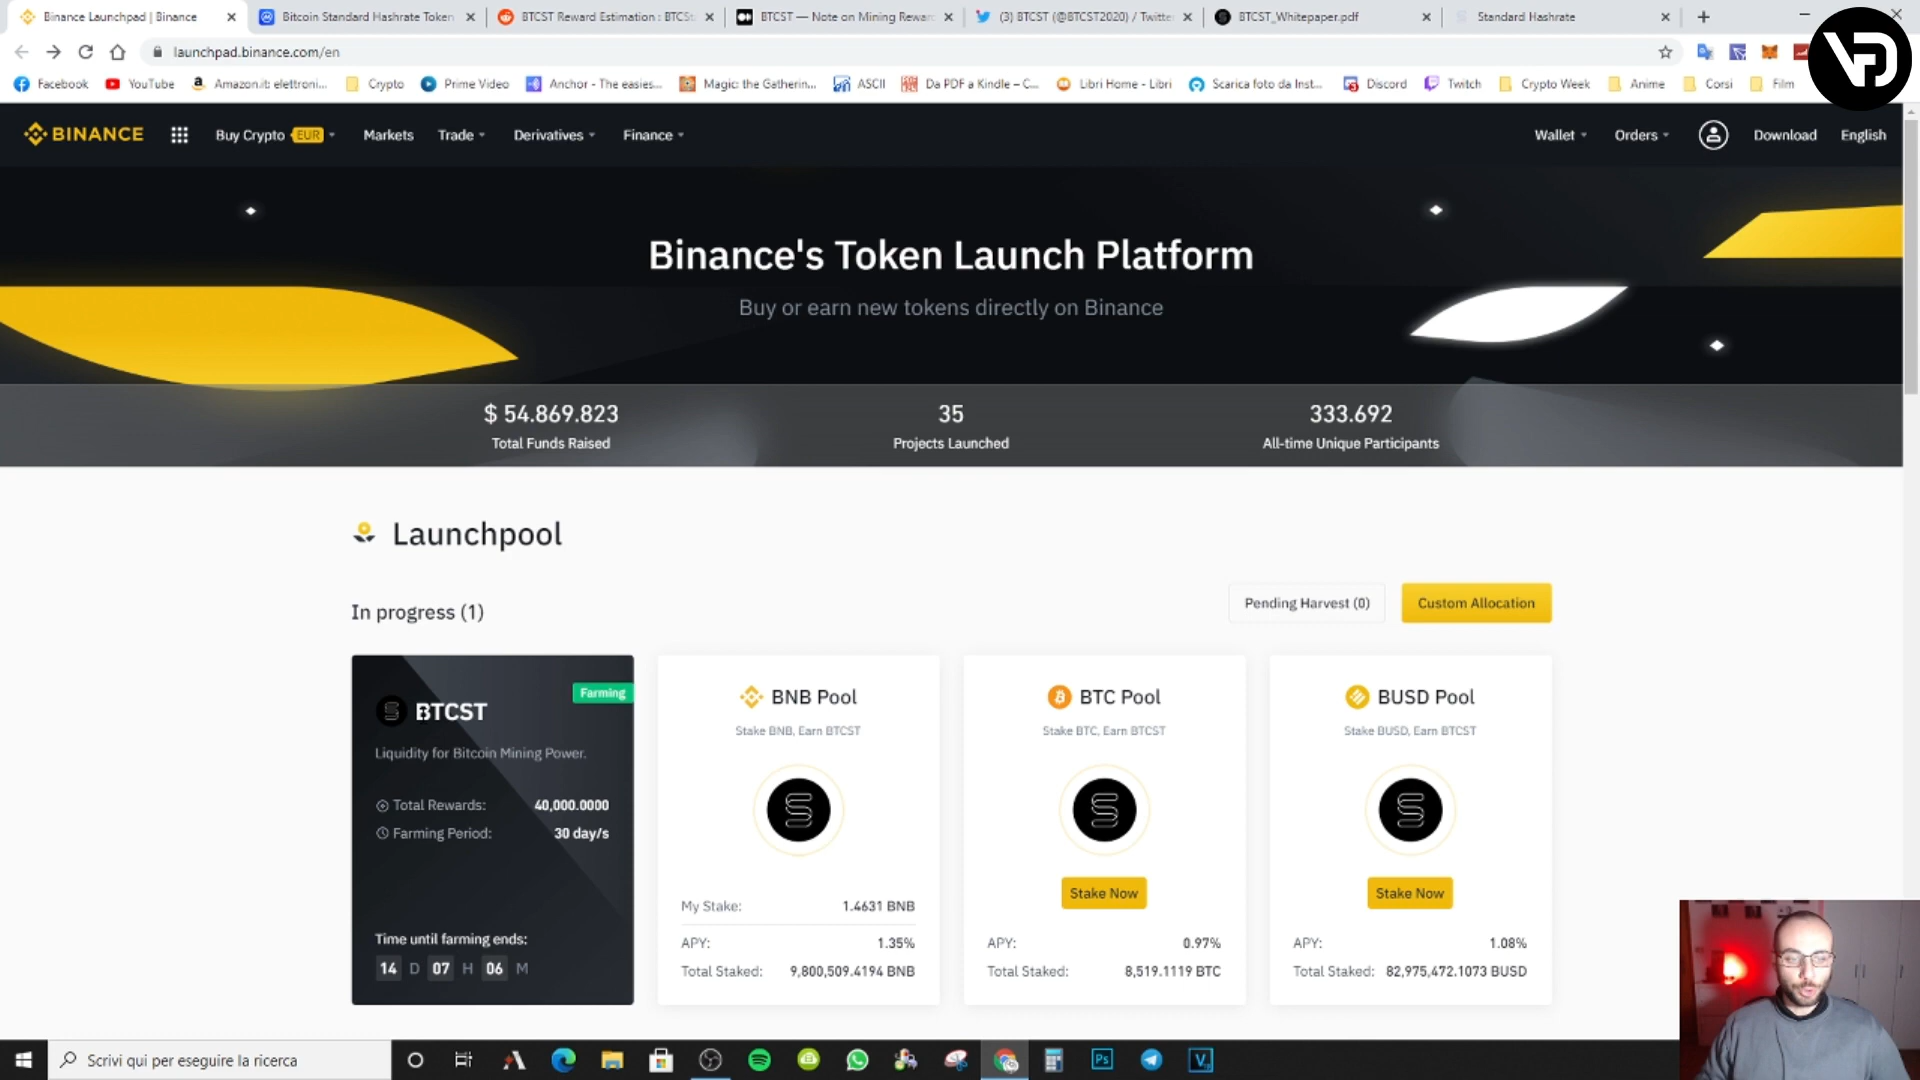 Binance Launchpad | Binance
Bitcoin Standard Hashrate Token
BTCST Reward Estimation : BTCS
BTCST — Note on Mining Rewar
(3) BTCST (@BTCST2020) / Twitte
BTCST_Whitepaper.pdf
Standard Hashrate
launchpad.binance.com/en
Facebook
YouTube
Amazon.it: elettroni...
Crypto
Prime Video
Anchor - The easies...
Magic: the Gatherin...
ASCII
Da PDF a Kindle – C...
Libri Home - Libri
Scarica foto da Inst...
Discord
Twitch
Crypto Week
Anime
Corsi
Film
BINANCE
Buy Crypto EUR
Markets
Trade
Derivatives
Finance
Wallet
Orders
Download
English
Binance's Token Launch Platform
Buy or earn new tokens directly on Binance
$ 54.869.823
35
333.692
Total Funds Raised
Projects Launched
All-time Unique Participants
Launchpool
In progress (1)
Pending Harvest (0)
Custom Allocation
Farming
BTCST
Liquidity for Bitcoin Mining Power.
Total Rewards: 40,000.0000
Farming Period: 30 day/s
Time until farming ends:
14 D 07 H 06 M
BNB Pool
Stake BNB, Earn BTCST
My Stake: 1.4631 BNB
APY: 1.35%
Total Staked: 9,800,509.4194 BNB
BTC Pool
Stake BTC, Earn BTCST
Stake Now
APY: 0.97%
Total Staked: 8,519.1119 BTC
BUSD Pool
Stake BUSD, Earn BTCST
Stake Now
APY: 1.08%
Total Staked: 82,975,472.1073 BUSD
Scrivi qui per eseguire la ricerca
Ps